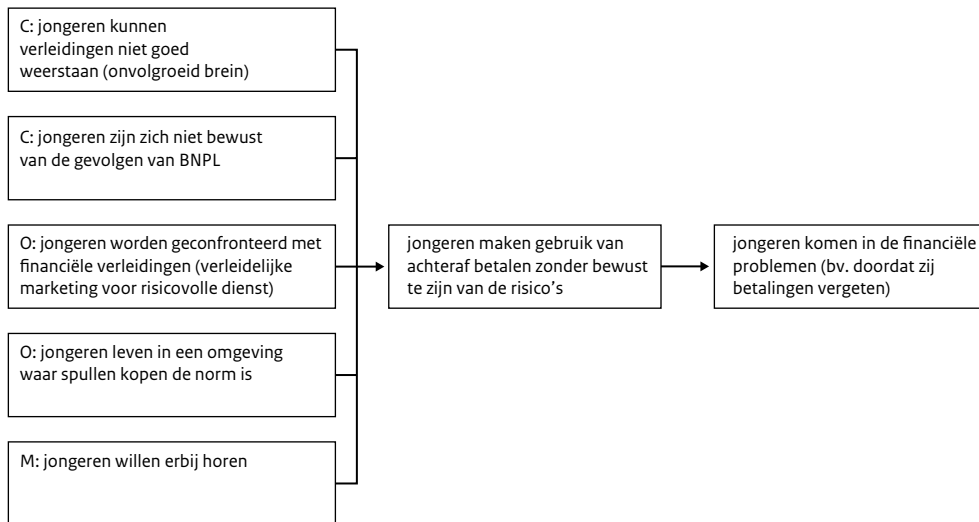 C: jongeren kunnen
verleidingen niet goed
weerstaan (onvolgroeid brein)
C: jongeren zijn zich niet bewust
van de gevolgen van BNPL
O: jongeren worden geconfronteerd met
financiële verleidingen (verleidelijke
marketing voor risicovolle dienst)
O: jongeren leven in een omgeving
waar spullen kopen de norm is
M: jongeren willen erbij horen
jongeren maken gebruik van
achteraf betalen zonder bewust
te zijn van de risico’s
jongeren komen in de financiële
problemen (bv. doordat zij
betalingen vergeten)